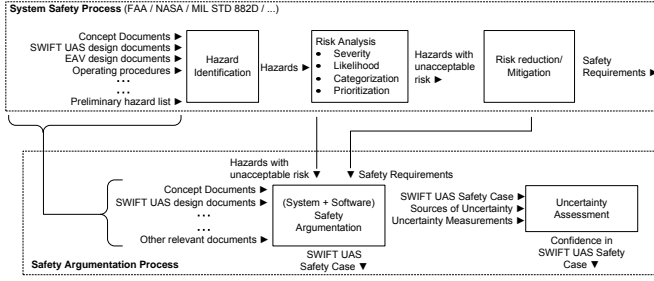 System Safety Process (FAA / NASA / MIL STD 882D / ...)
Concept Documents ►
SWIFT UAS design documents ►
EAV design documents ►
Operating procedures ►
...
...
Preliminary hazard list ►
Hazard
Identification
Hazards ►
Risk Analysis
• Severity
• Likelihood
• Categorization
• Prioritization
Hazards with
unacceptable
risk ►
Risk reduction/
Mitigation
Safety
Requirements ►
Hazards with
unacceptable risk ▼
▼ Safety Requirements
Concept Documents ►
SWIFT UAS design documents ►
...
...
Other relevant documents ►
(System + Software)
Safety
Argumentation
SWIFT UAS
Safety Case ▼
SWIFT UAS Safety Case ►
Sources of Uncertainty ►
Uncertainty Measurements ►
Uncertainty
Assessment
Confidence in
SWIFT UAS Safety
Case ▼
Safety Argumentation Process